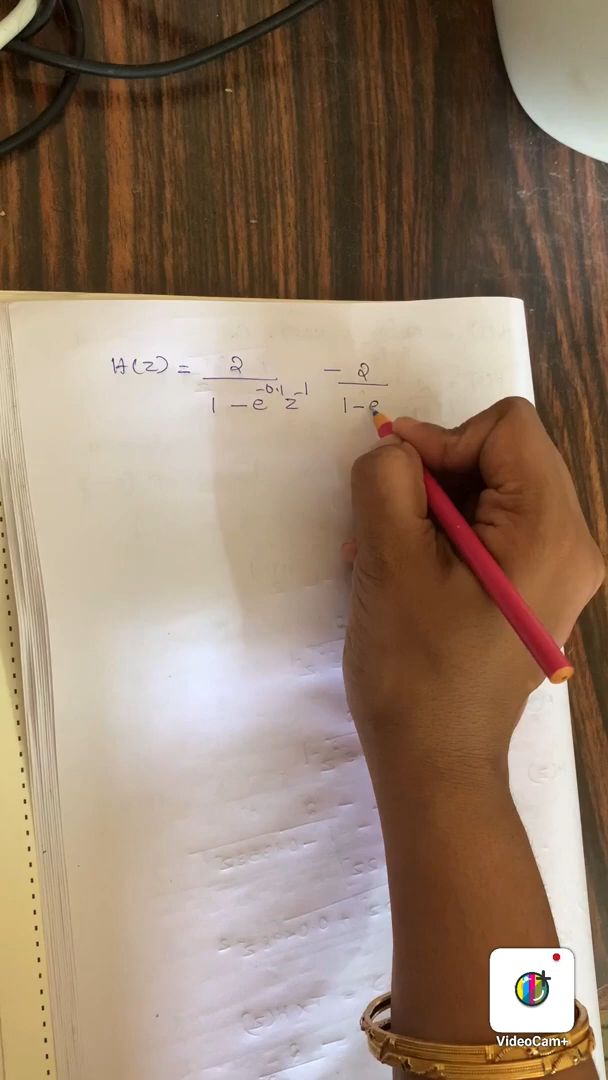 H(z) = 2 / (1 - e^-0.1 z^-1) - 2 / (1 - e
VideoCam+